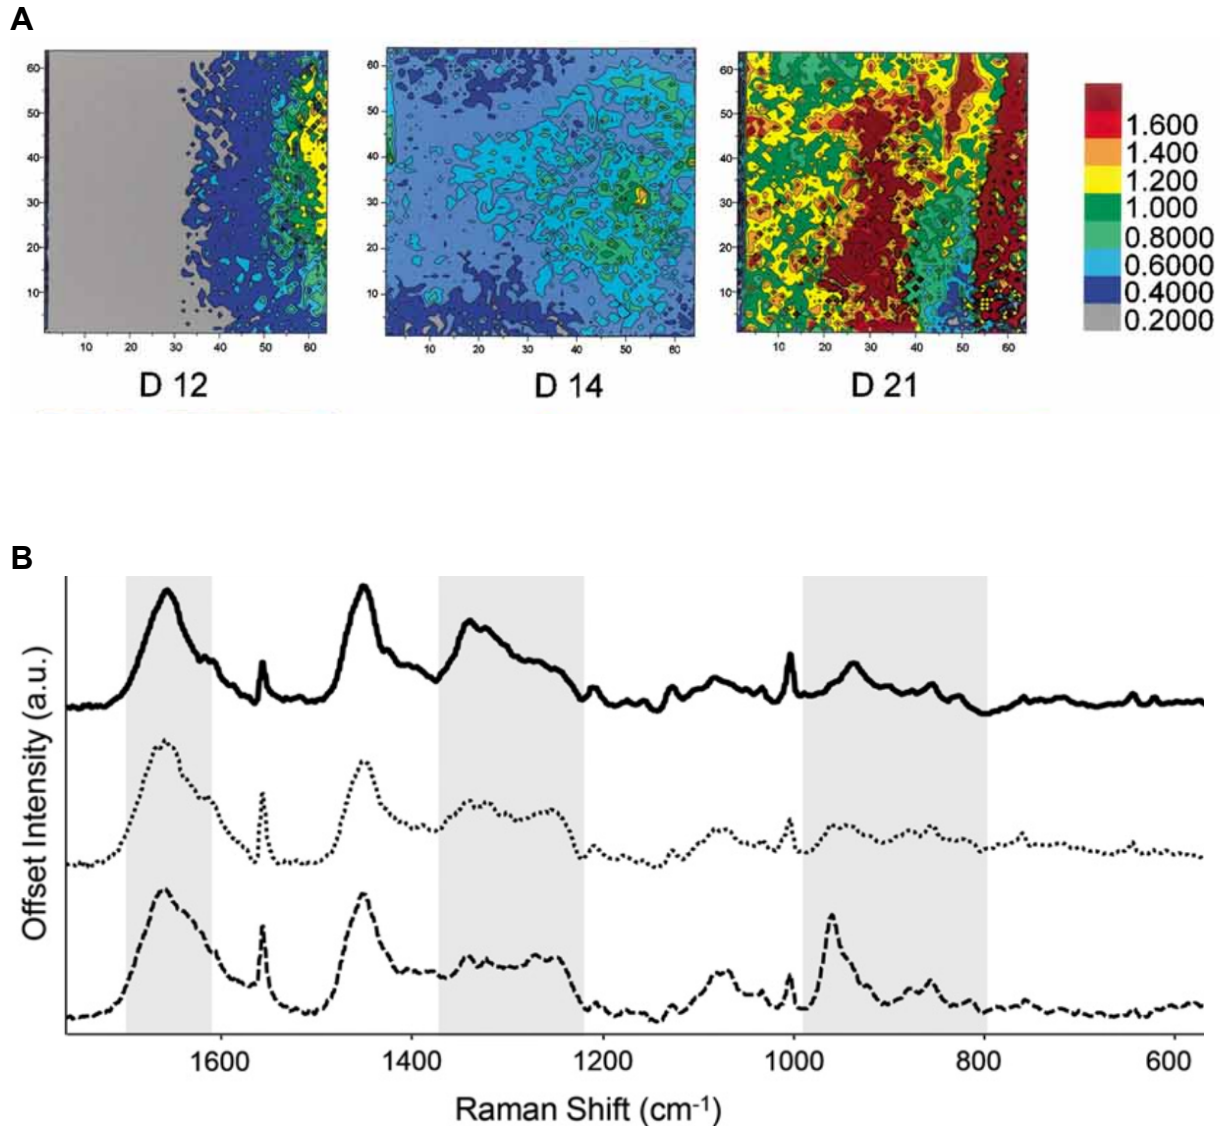 A
60 50 40 30 20 10
10 20 30 40 50 60
D 12
60 50 40 30 20 10
10 20 30 40 50 60
D 14
60 50 40 30 20 10
10 20 30 40 50 60
D 21
1.600
1.400
1.200
1.000
0.8000
0.6000
0.4000
0.2000
B
Offset Intensity (a.u.)
1600 1400 1200 1000 800 600
Raman Shift (cm-1)